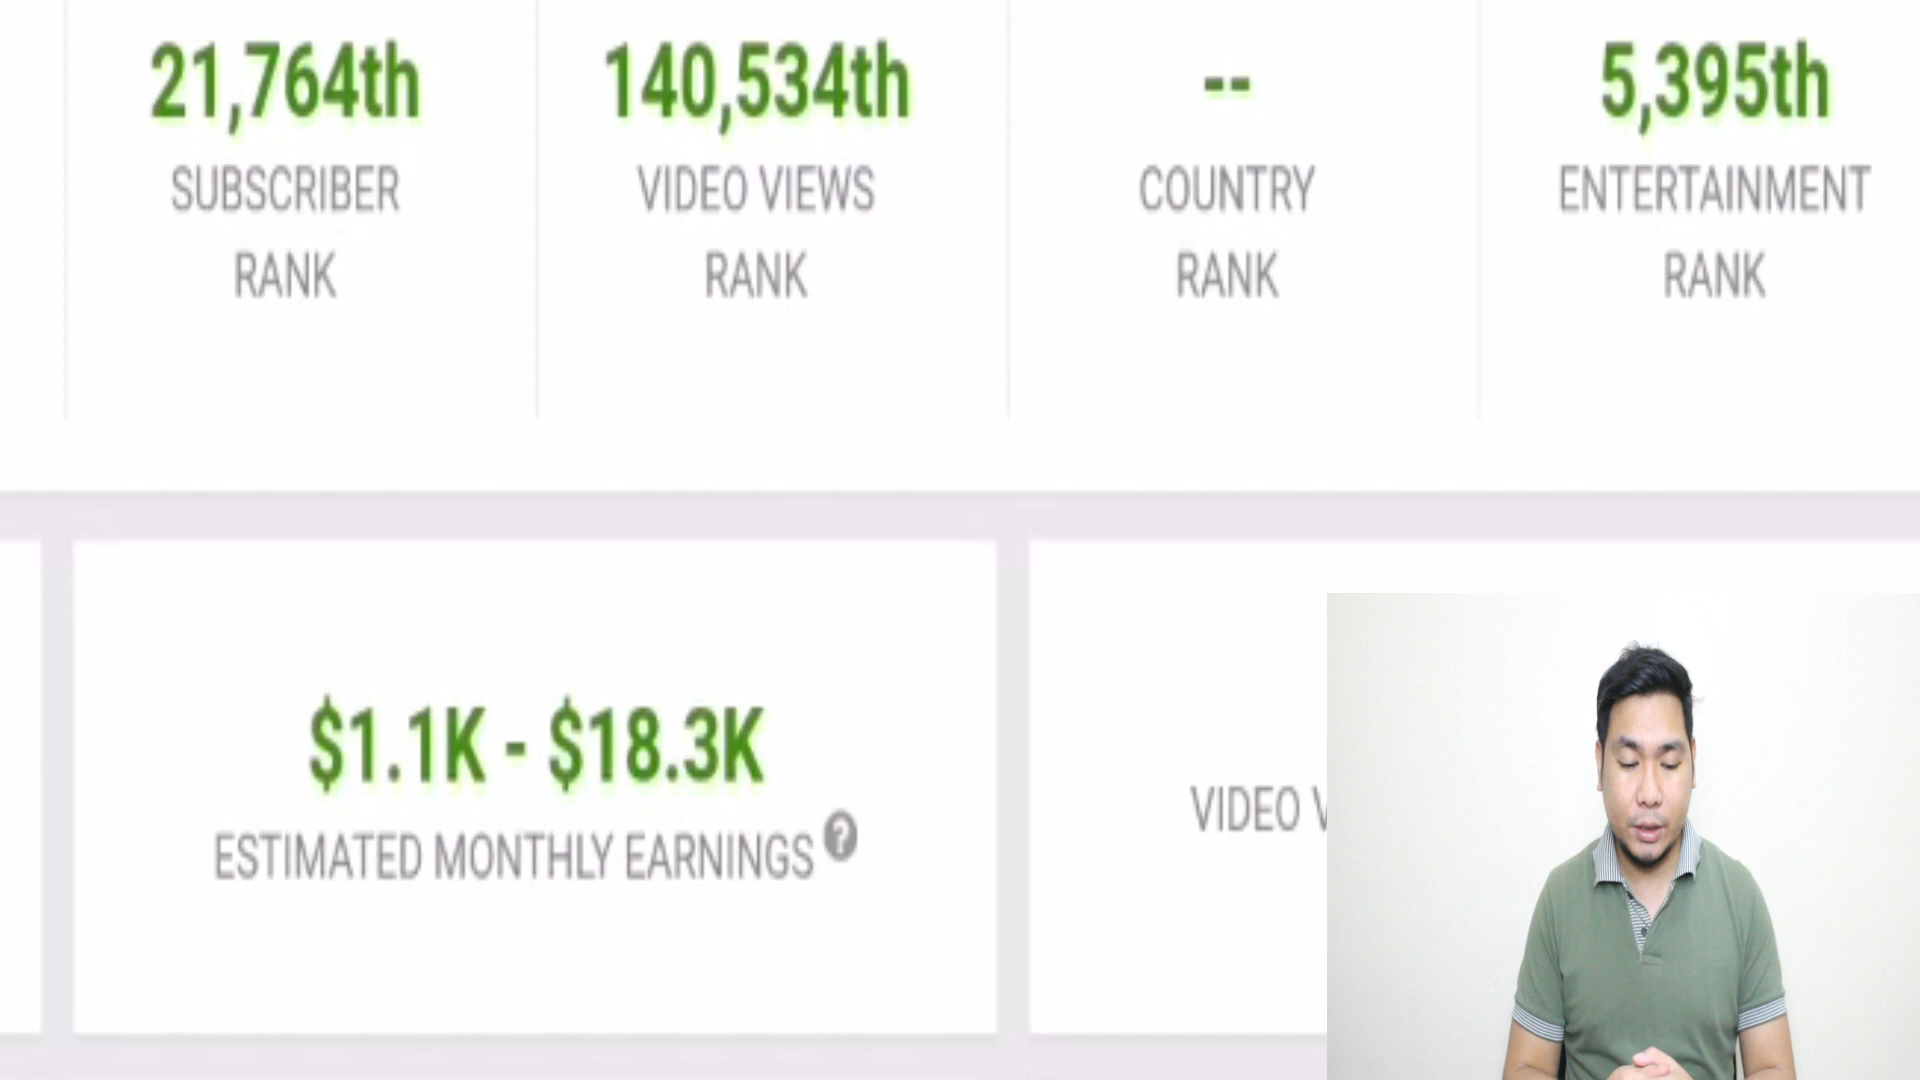 21,764th
SUBSCRIBER
RANK
140,534th
VIDEO VIEWS
RANK
--
COUNTRY
RANK
5,395th
ENTERTAINMENT
RANK
$1.1K - $18.3K
ESTIMATED MONTHLY EARNINGS ?
VIDEO